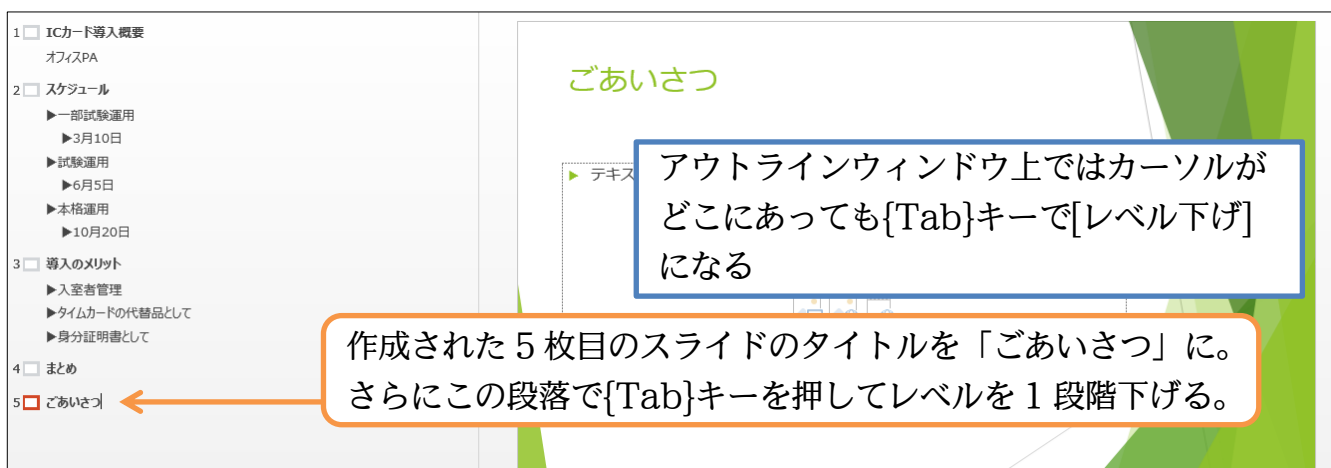 1 ICカード導入概要
オフィスPA
2 スケジュール
▶一部試験運用
▶3月10日
▶試験運用
▶6月5日
▶本格運用
▶10月20日
3 導入のメリット
▶入室者管理
▶タイムカードの代替品として
▶身分証明書として
4 まとめ
5 ごあいさつ
ごあいさつ
▶ テキス
アウトラインウィンドウ上ではカーソルが
どこにあっても{Tab}キーで[レベル下げ]
になる
作成された 5 枚目のスライドのタイトルを「ごあいさつ」に。
さらにこの段落で{Tab}キーを押してレベルを 1 段階下げる。